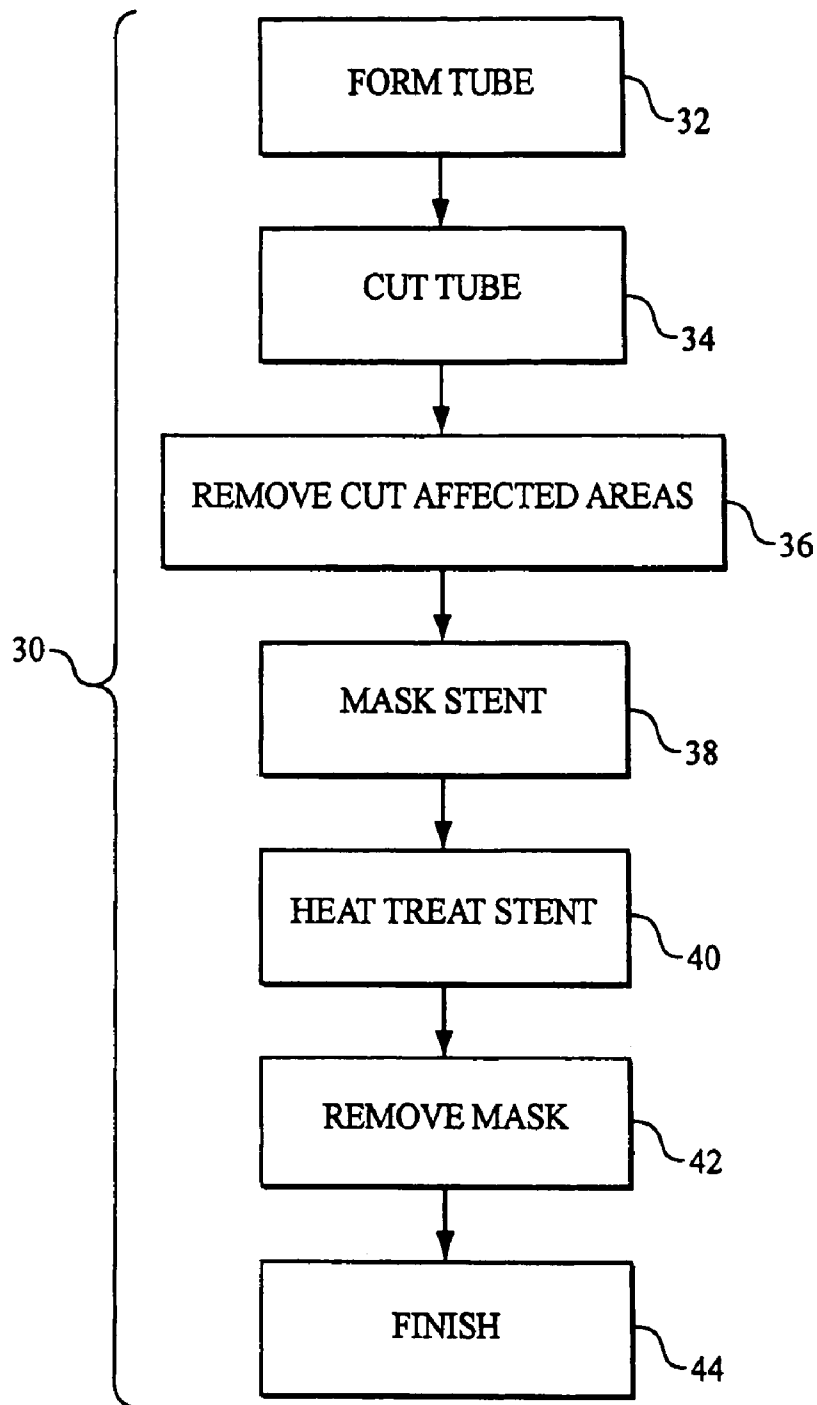 FORM TUBE
32
CUT TUBE
34
REMOVE CUT AFFECTED AREAS
36
30
MASK STENT
38
HEAT TREAT STENT
40
REMOVE MASK
42
FINISH
44